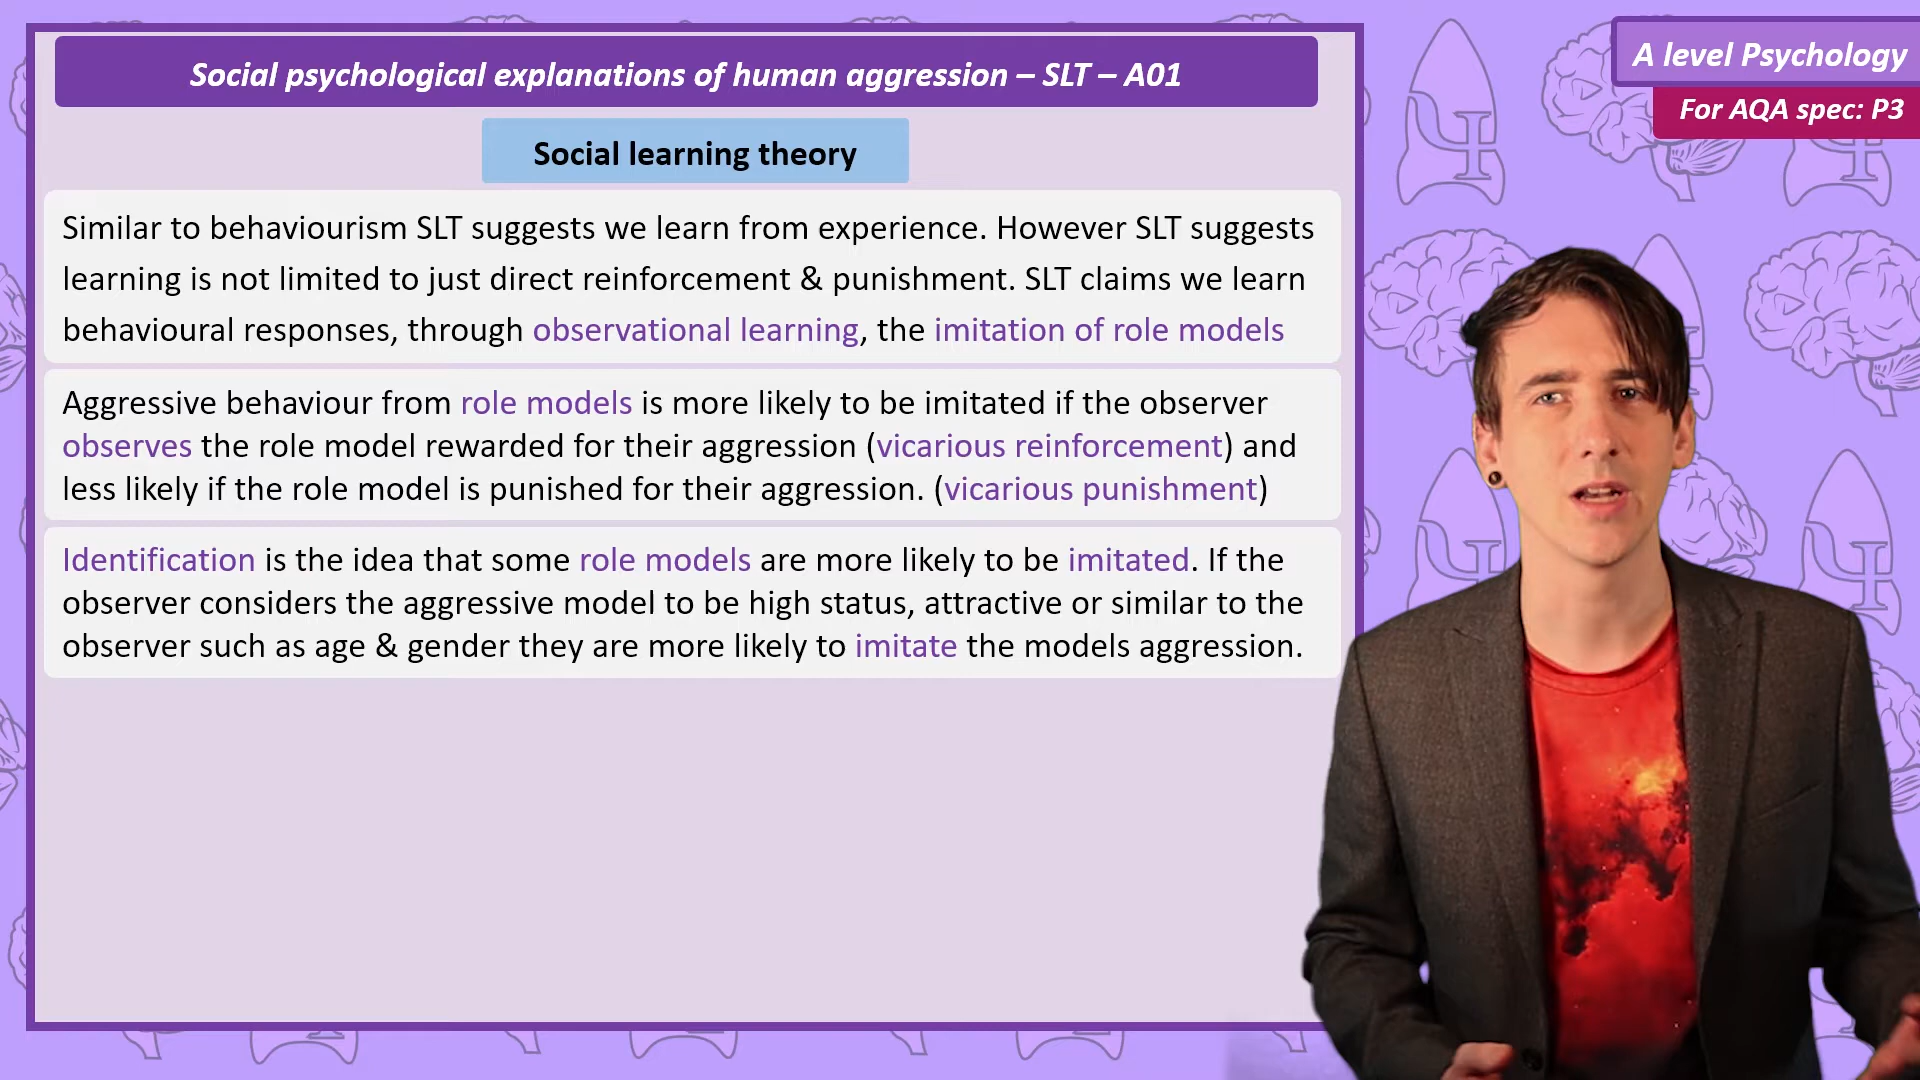 Social psychological explanations of human aggression – SLT – A01
A level Psychology
For AQA spec: P3
Social learning theory
Similar to behaviourism SLT suggests we learn from experience. However SLT suggests
learning is not limited to just direct reinforcement & punishment. SLT claims we learn
behavioural responses, through observational learning, the imitation of role models
Aggressive behaviour from role models is more likely to be imitated if the observer
observes the role model rewarded for their aggression (vicarious reinforcement) and
less likely if the role model is punished for their aggression. (vicarious punishment)
Identification is the idea that some role models are more likely to be imitated. If the
observer considers the aggressive model to be high status, attractive or similar to the
observer such as age & gender they are more likely to imitate the models aggression.